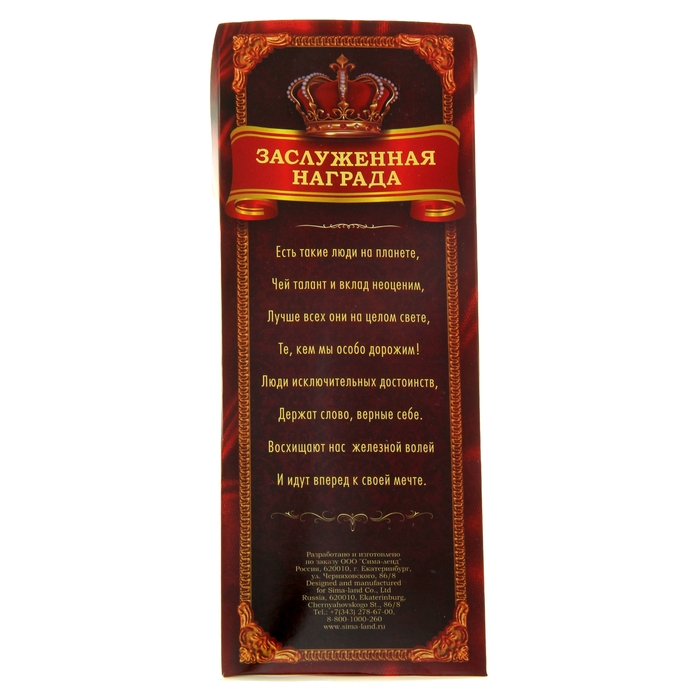 ЗАСЛУЖЕННАЯ
НАГРАДА
Есть такие люди на планете,
Чей талант и вклад неоценим,
Лучше всех они на целом свете,
Те, кем мы особо дорожим!
Люди исключительных достоинств,
Держат слово, верные себе.
Восхищают нас железной волей
И идут вперед к своей мечте.
Разработано и изготовлено
по заказу ООО "Сима-ленд"
Россия, 620010, г. Екатеринбург,
ул. Черняховского, 86/8
Designed and manufactured
for Sima-land Co., Ltd
Russia, 620010, Ekaterinburg,
Chernyahovskogo St., 86/8
Tel.: +7(343) 278-67-00,
8-800-1000-260
www.sima-land.ru